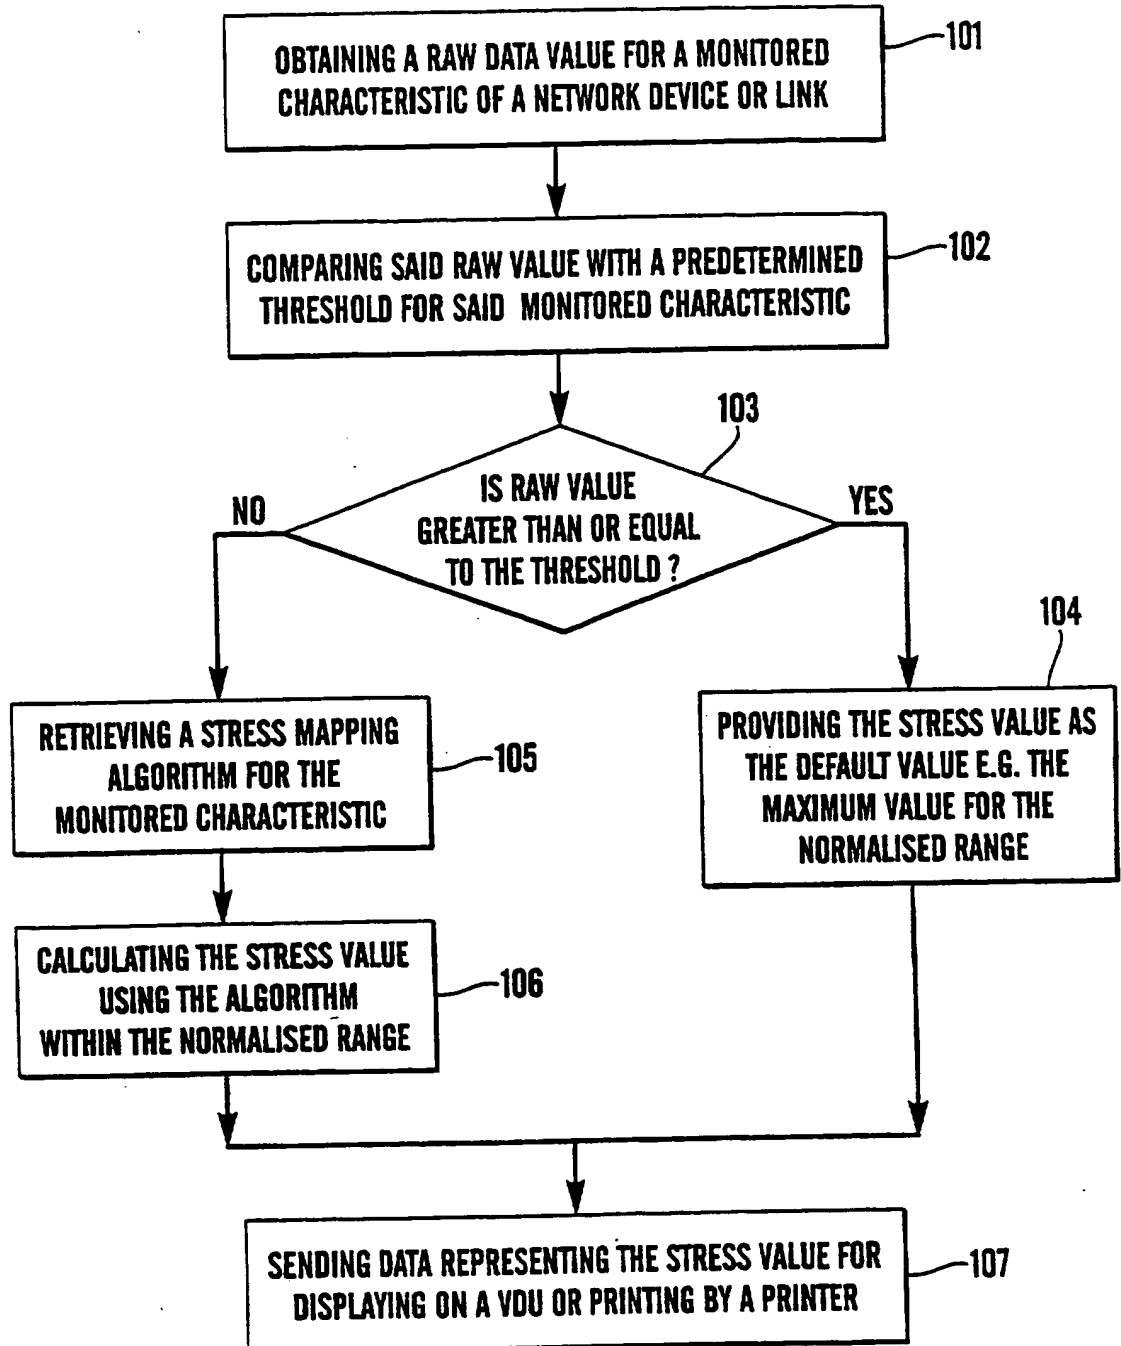 OBTAINING A RAW DATA VALUE FOR A MONITORED
CHARACTERISTIC OF A NETWORK DEVICE OR LINK
101
COMPARING SAID RAW VALUE WITH A PREDETERMINED
THRESHOLD FOR SAID MONITORED CHARACTERISTIC
102
103
IS RAW VALUE
GREATER THAN OR EQUAL
TO THE THRESHOLD ?
NO
YES
104
RETRIEVING A STRESS MAPPING
ALGORITHM FOR THE
MONITORED CHARACTERISTIC
105
PROVIDING THE STRESS VALUE AS
THE DEFAULT VALUE E.G. THE
MAXIMUM VALUE FOR THE
NORMALISED RANGE
CALCULATING THE STRESS VALUE
USING THE ALGORITHM
WITHIN THE NORMALISED RANGE
106
SENDING DATA REPRESENTING THE STRESS VALUE FOR
DISPLAYING ON A VDU OR PRINTING BY A PRINTER
107